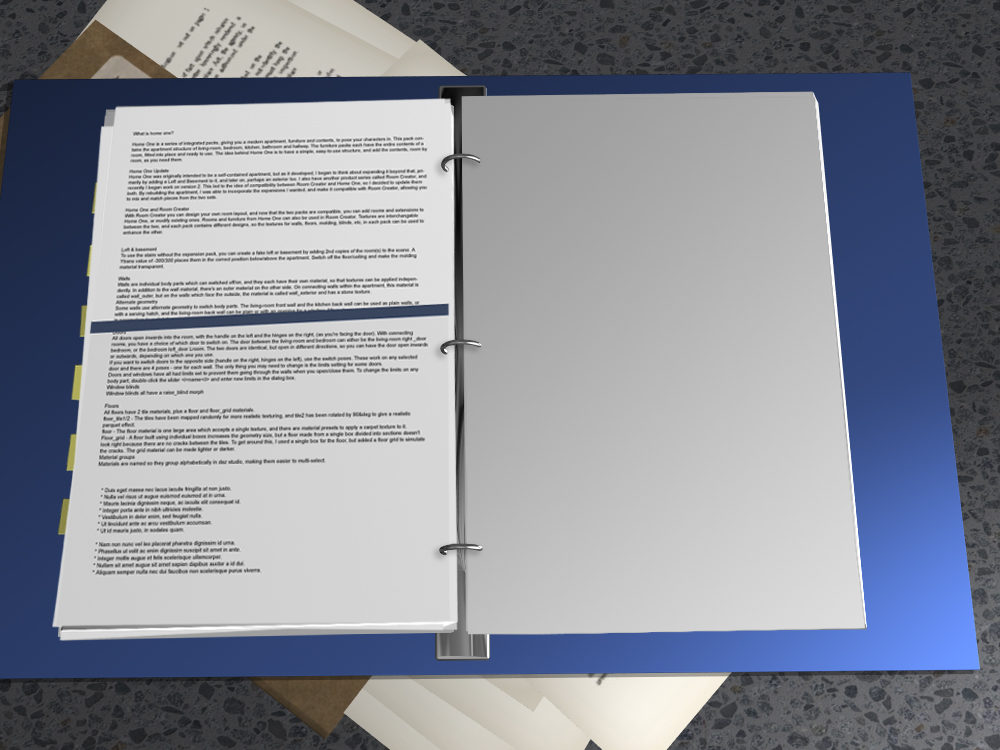 What is home one?
Home One is a series of integrated packs, giving you a modern apartment, furniture and contents, to pose your characters in. This pack con-
tains the apartment structure of living-room, bedroom, kitchen, bathroom and hallway. The furniture packs each have the entire contents of a
room, fitted into place and ready to use. The idea behind Home One is to have a simple, easy-to-use structure, and add the contents, room by
room, as you need them.
Home One Update
Home One was originally intended to be a self-contained apartment, but as it developed, I began to think about expanding it beyond that, pri-
marily by adding a Loft and Basement to it, and later on, perhaps an exterior too. I also have another product series called Room Creator, and
recently I began work on version 2. This led to the idea of compatibility between Room Creator and Home One, so I decided to update them
both. By rebuilding the apartment, I was able to incorporate the expansions I wanted, and make it compatible with Room Creator, allowing you
to mix and match pieces from the two sets.
Home One and Room Creator
With Room Creator you can design your own room layout, and now that the two packs are compatible, you can add rooms and extensions to
Home One, or modify existing ones. Rooms and furniture from Home One can also be used in Room Creator. Textures are interchangable
between the two, and each pack contains different designs, so the textures for walls, floors, molding, blinds, etc, in each pack can be used to
enhance the other.
Loft & basement
To use the stairs without the expansion pack, you can create a fake loft or basement by adding 2nd copies of the room(s) to the scene. A
Ytrans value of -300/300 places them in the correct position below/above the apartment. Switch off the floor/ceiling and make the molding
material transparent.
Walls
Walls are individual body parts which can switched off/on, and they each have their own material, so that textures can be applied indepen-
dently. In addition to the wall material, there's an outer material on the other side. On connecting walls within the apartment, this material is
called wall_outer, but on the walls which face the outside, the material is called wall_exterior and has a stone texture.
Alternate geometry
Some walls use alternate geometry to switch body parts. The living-room front wall and the kitchen back wall can be used as plain walls, or
with a serving hatch, and the living-room back wall can be plain or with an opening for a window.
All doors open inwards into the room, with the handle on the left and the hinges on the right, (as you're facing the door). With connecting
rooms, you have a choice of which door to switch on. The door between the living room and bedroom can either be the living-room right_door
bedroom, or the bedroom left_door L/room. The two doors are identical, but open in different directions, so you can have the door open inwards
or outwards, depending on which one you use.
If you want to switch doors to the opposite side (handle on the right, hinges on the left), use the switch poses. These work on any selected
door and there are 4 poses - one for each wall. The only thing you may need to change is the limits setting for some doors.
Doors and windows have all had limits set to prevent them going through the walls when you open/close them. To change the limits on any
body part, double-click the slider and enter new limits in the dialog box.
Window blinds
Window blinds all have a raise_blind morph
Floors
All floors have 2 tile materials, plus a floor and floor_grid materials.
floor_tile1/2 - The tiles have been mapped randomly for more realistic texturing, and tile2 has been rotated by 90&deg to give a realistic
parquet effect.
floor - The floor material is one large area which accepts a single texture, and there are material presets to apply a carpet texture to it.
Floor_grid - A floor built using individual boxes increases the geometry size, but a floor made from a single box divided into sections doesn't
look right because there are no cracks between the tiles. To get around this, I used a single box for the floor, but added a floor grid to simulate
the cracks. The grid material can be made lighter or darker.
Material groups
Materials are named so they group alphabetically in daz studio, making them easier to multi-select.
* Duis eget massa nec lacus iaculis fringilla at non justo.
* Nulla vel risus ut augue euismod euismod at in urna.
* Mauris lacinia dignissim neque, ac iaculis elit consequat id.
* Integer porta ante in nibh ultricies molestie.
* Vestibulum in dolor enim, sed feugiat nulla.
* Ut tincidunt ante ac arcu vestibulum accumsan.
* Ut id mauris justo, in sodales quam.
* Nam non nunc vel leo placerat pharetra dignissim id urna.
* Phasellus ut velit ac enim dignissim suscipit sit amet in ante.
* Integer mollis augue et felis scelerisque ullamcorper.
* Nullam sit amet augue sit amet sapien dapibus auctor a id dui.
* Aliquam semper nulla nec dui faucibus non scelerisque purus viverra.